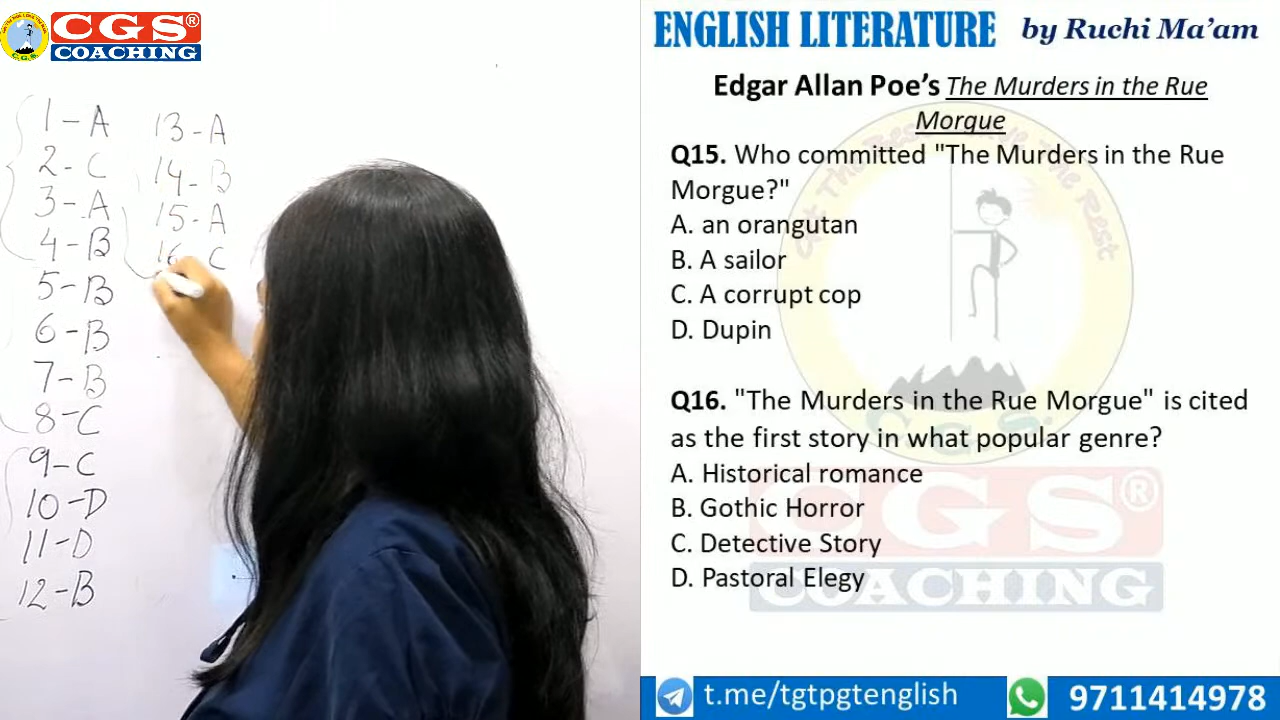 CGS®
COACHING
C.G.S.
1-A
2-C
3-A
4-B
5-B
6-B
7-B
8-C
9-C
10-D
11-D
12-B
13-A
14-B
15-A
16 C
ENGLISH LITERATURE by Ruchi Ma’am
Edgar Allan Poe’s The Murders in the Rue
Morgue
Q15. Who committed "The Murders in the Rue
Morgue?"
A. an orangutan
B. A sailor
C. A corrupt cop
D. Dupin
Q16. "The Murders in the Rue Morgue" is cited
as the first story in what popular genre?
A. Historical romance
B. Gothic Horror
C. Detective Story
D. Pastoral Elegy
CGS®
COACHING
t.me/tgtpgtenglish
9711414978